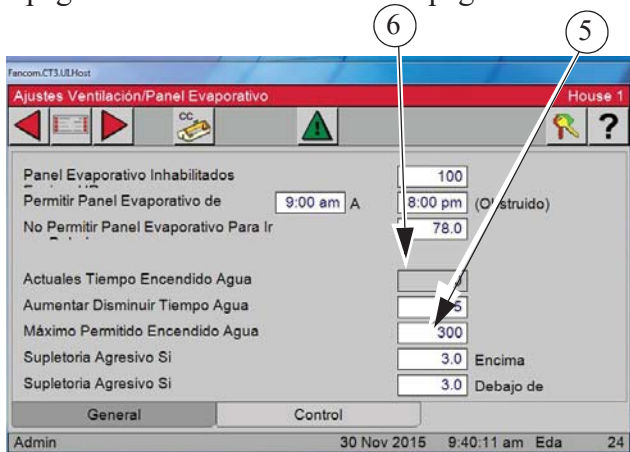 6 5
Fancom.CT3.UI.Host
Ajustes Ventilación/Panel Evaporativo House 1
CC
?
Panel Evaporativo Inhabilitados 100
Permitir Panel Evaporativo de 9:00 am A 8:00 pm
No Permitir Panel Evaporativo Para Ir 78.0
Actuales Tiempo Encendido Agua
Aumentar Disminuir Tiempo Agua 5
Máximo Permitido Encendido Agua 300
Supletoria Agresivo Si 3.0 Encima
Supletoria Agresivo Si 3.0 Debajo de
General Control
Admin 30 Nov 2015 9:40:11 am Eda 24